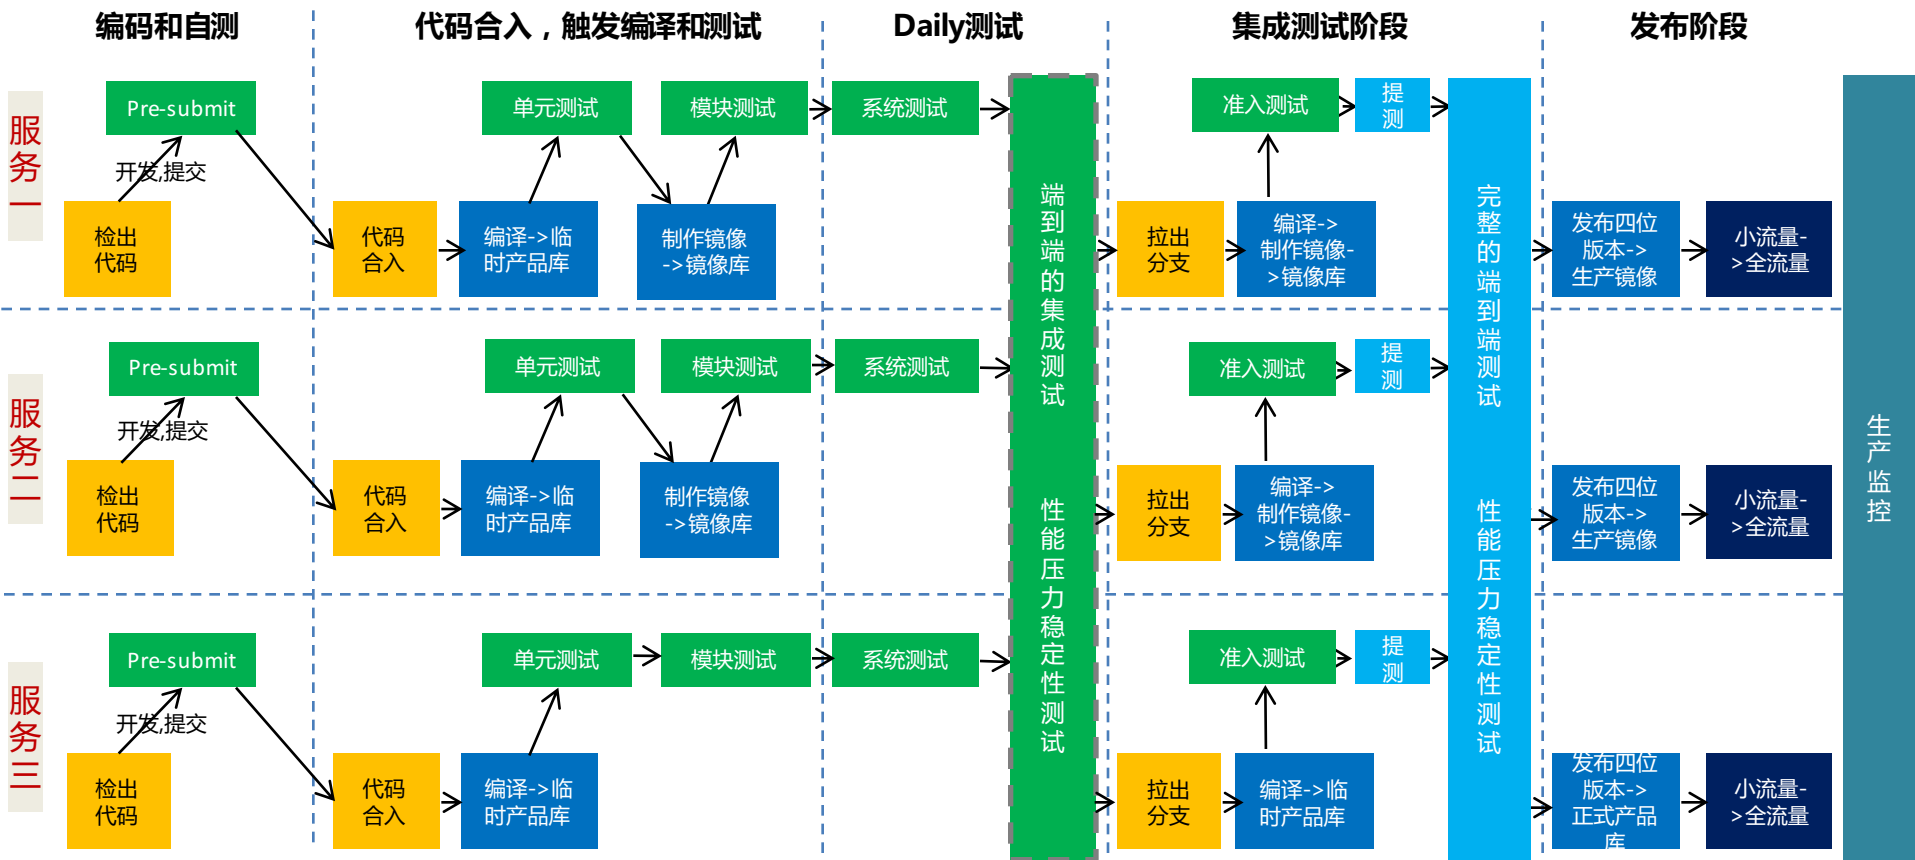 编码和自测
代码合入，触发编译和测试
Daily测试
集成测试阶段
发布阶段
服
务
一
Pre-submit
开发,提交
检出
代码
代码
合入
编译->临
时产品库
单元测试
制作镜像
->镜像库
模块测试
系统测试
拉出
分支
编译->
制作镜像-
>镜像库
准入测试
提
测
发布四位
版本->
生产镜像
小流量-
>全流量
服
务
二
Pre-submit
开发,提交
检出
代码
代码
合入
编译->临
时产品库
单元测试
制作镜像
->镜像库
模块测试
系统测试
拉出
分支
编译->
制作镜像-
>镜像库
准入测试
提
测
发布四位
版本->
生产镜像
小流量-
>全流量
服
务
三
Pre-submit
开发,提交
检出
代码
代码
合入
编译->临
时产品库
单元测试
模块测试
系统测试
拉出
分支
编译->临
时产品库
准入测试
提
测
发布四位
版本->
正式产品
库
小流量-
>全流量
端
到
端
的
集
成
测
试
性
能
压
力
稳
定
性
测
试
完
整
的
端
到
端
测
试
性
能
压
力
稳
定
性
测
试
生
产
监
控